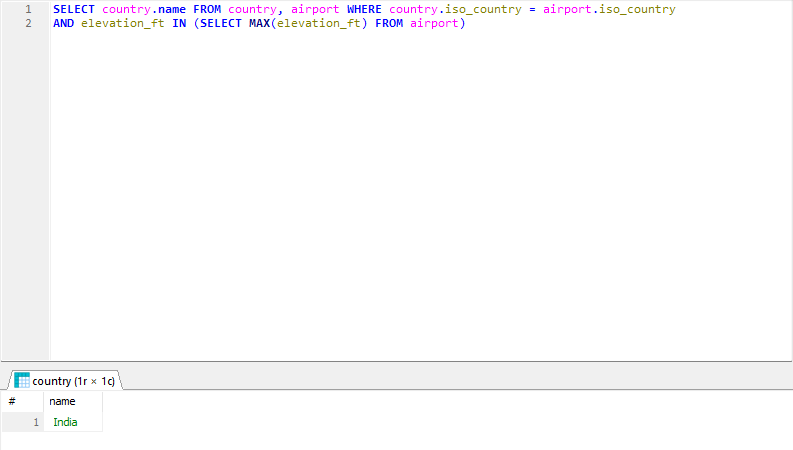 1 SELECT country.name FROM country, airport WHERE country.iso_country = airport.iso_country
2 AND elevation_ft IN (SELECT MAX(elevation_ft) FROM airport)
country (1r × 1c)
# name
1 India